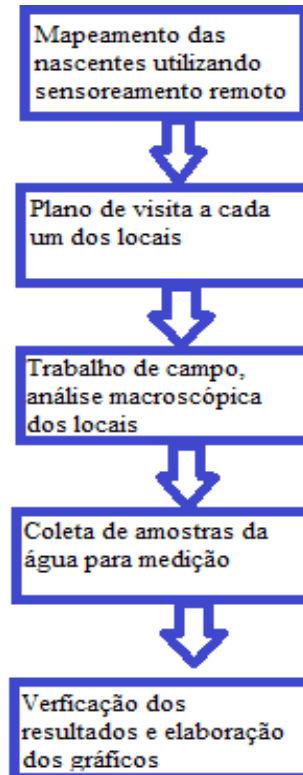 Mapeamento das
nascentes utilizando
sensoreamento remoto
Plano de visita a cada
um dos locais
Trabalho de campo,
análise macroscópica
dos locais
Coleta de amostras da
água para medição
Verficação dos
resultados e elaboração
dos gráficos